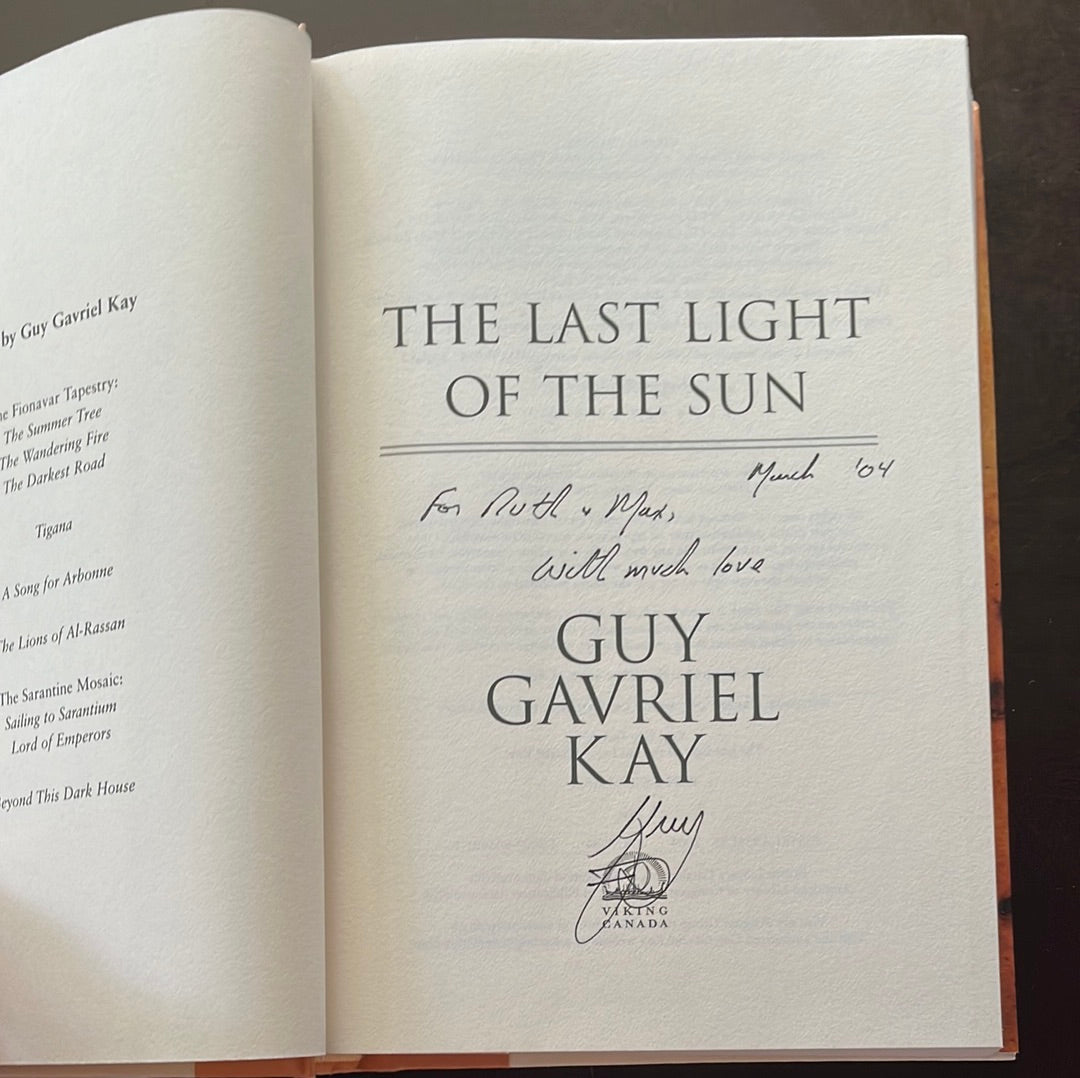 by Guy Gavriel Kay
Fionavar Tapestry:
The Summer Tree
The Wandering Fire
The Darkest Road
Tigana
A Song for Arbonne
The Lions of Al-Rassan
The Sarantine Mosaic:
Sailing to Sarantium
Lord of Emperors
eyond This Dark House
THE LAST LIGHT
OF THE SUN
March '04
For Ruth & Max,
with much love
GUY
GAVRIEL
KAY
Guy
VIKING
CANADA